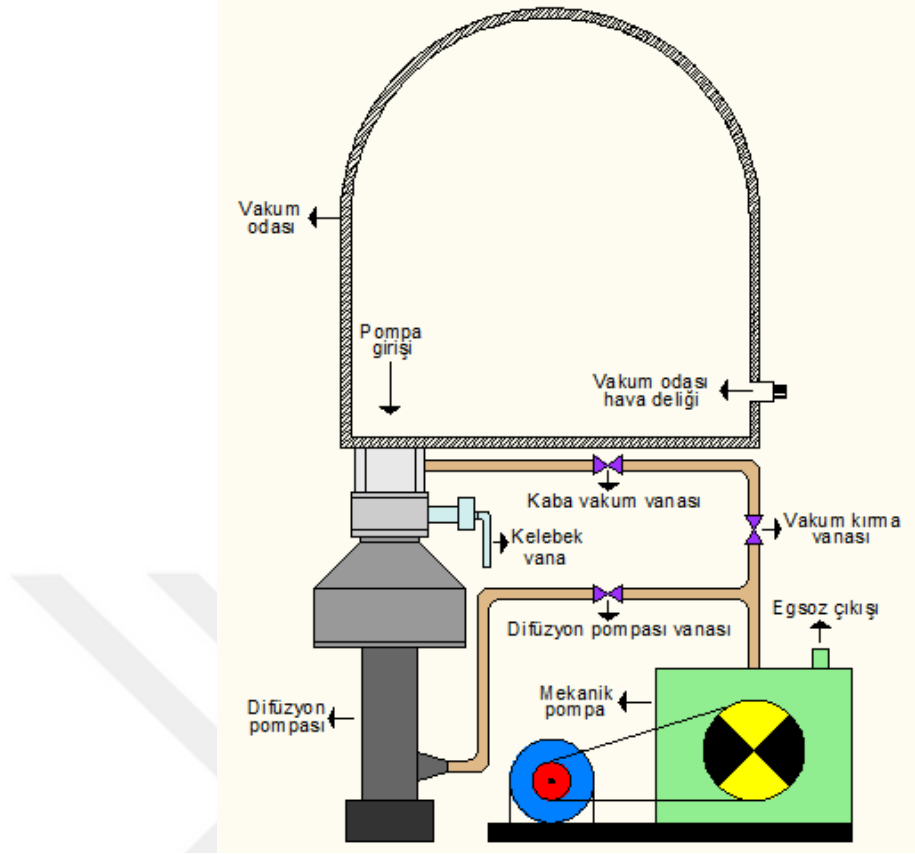 Vakum
odası
Pompa
girişi
Vakum odası
hava deliği
Kaba vakum vanası
Vakum kırma
vanası
Kelebek
vana
Difüzyon pompası vanası
Egsoz çıkışı
Mekanik
pompa
Difüzyon
pompası